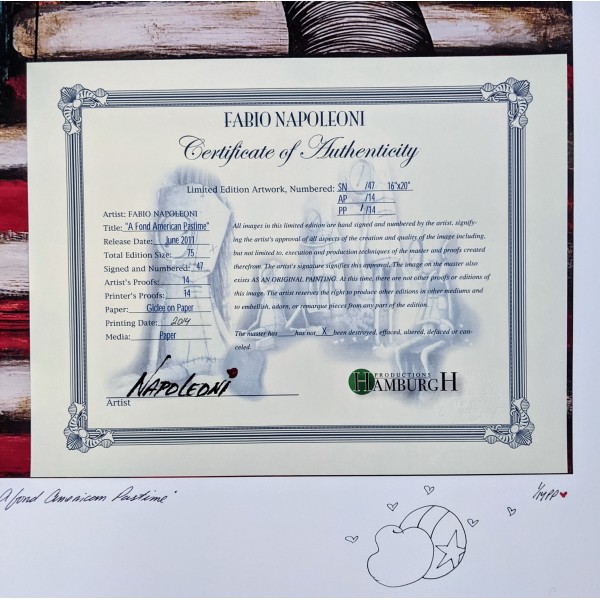 FABIO NAPOLEONI
Certificate of Authenticity
Limited Edition Artwork, Numbered: SN /47 16"x20"
AP /14
PP 1/14
Artist: FABIO NAPOLEONI
Title: "A Fond American Pastime"
Release Date: June 2011
Total Edition Size: 75
Signed and Numbered: 47
Artist's Proofs: 14
Printer's Proofs: 14
Paper: Giclee on Paper
Printing Date: 2014
Media: Paper
All images in this limited edition are hand signed and numbered by the artist, signify-
ing the artist's approval of all aspects of the creation and quality of the image including,
but not limited to, execution and production techniques of the master and proofs created
therefrom. The artist's signature signifies this approval. The image on the master also
exists AS AN ORIGINAL PAINTING. At this time, there are not other proofs or editions of
this image. The artist reserves the right to produce other editions in other mediums and
to embellish, adorn, or remarque pieces from any part of the edition.
The master has ____ has not X been destroyed, effaced, altered, defaced or can-
celed.
NAPOLEONI
Artist
PRODUCTIONS
HAMBURGH
A fond American Pastime
1/14 PP